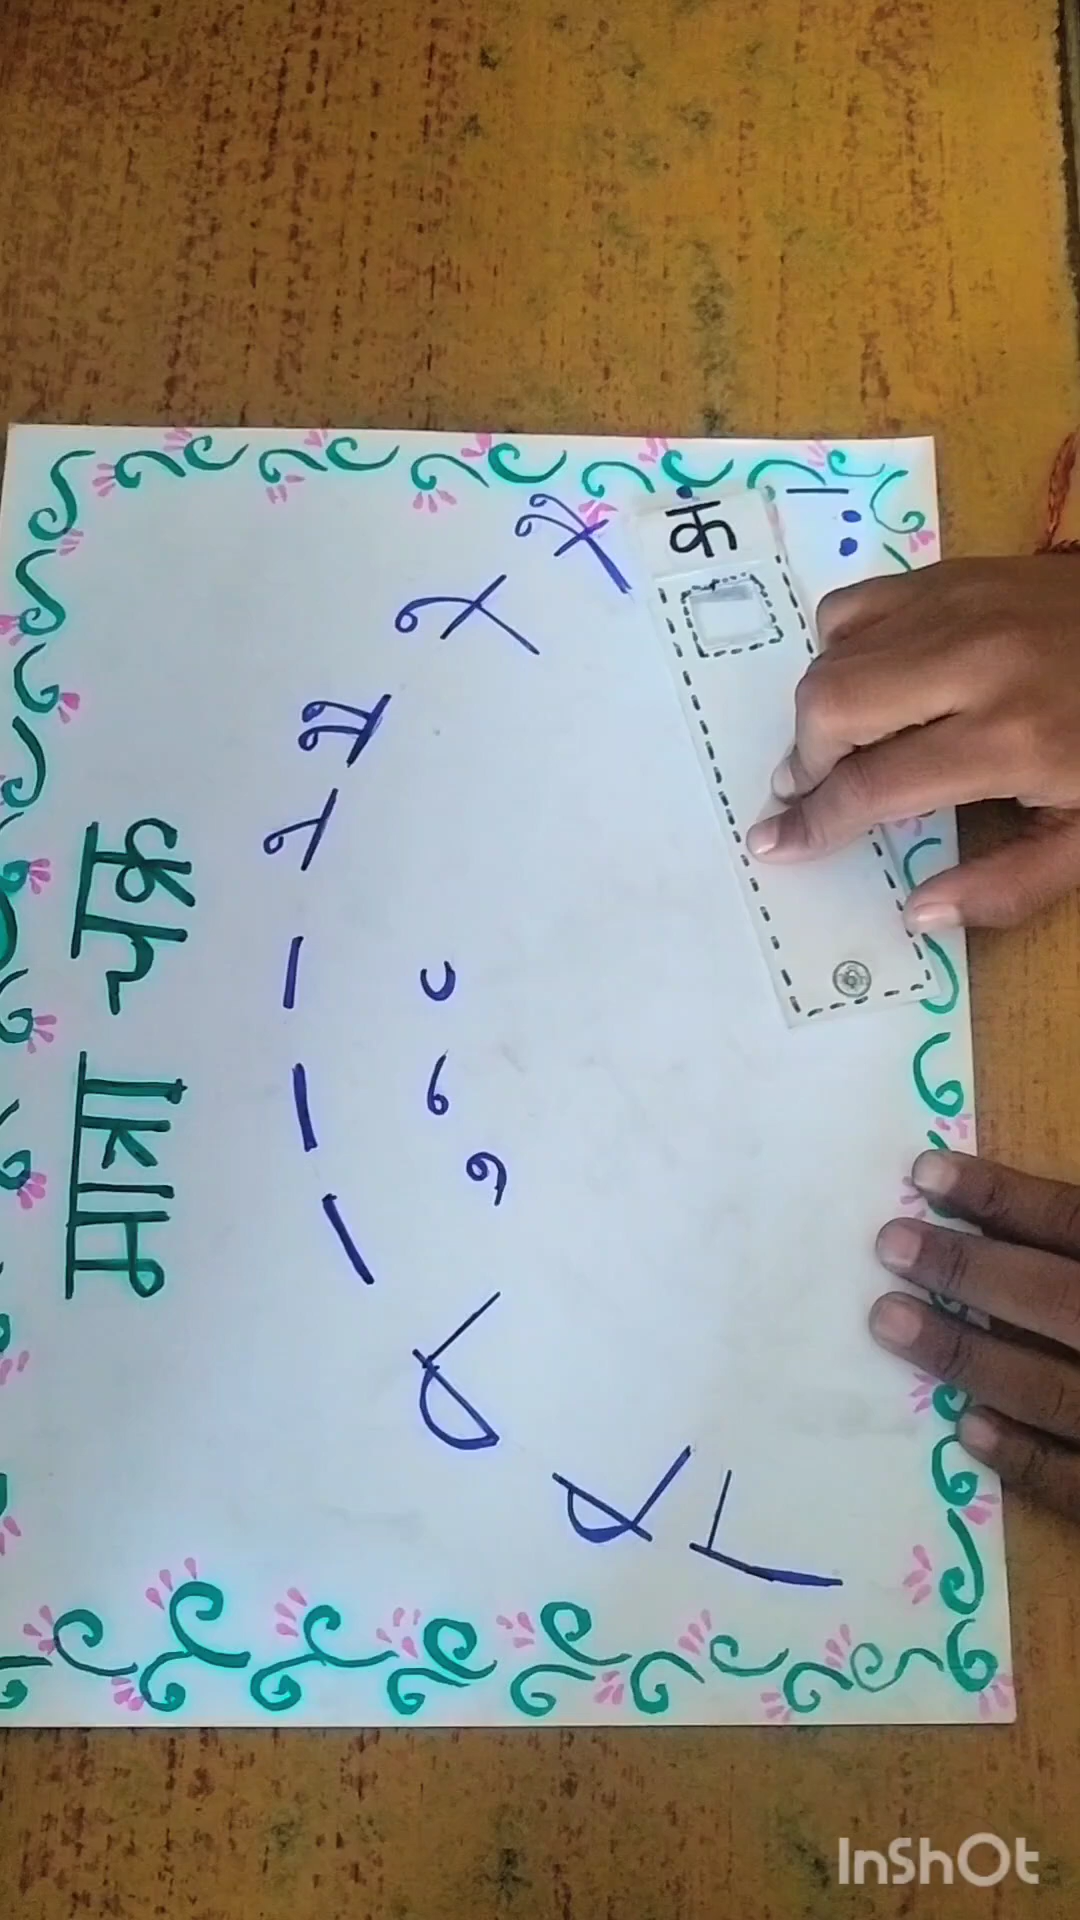 मात्रा चक्र
ा ि ी ु ू ृ े ै ो ौ ं ः
क
InShOt